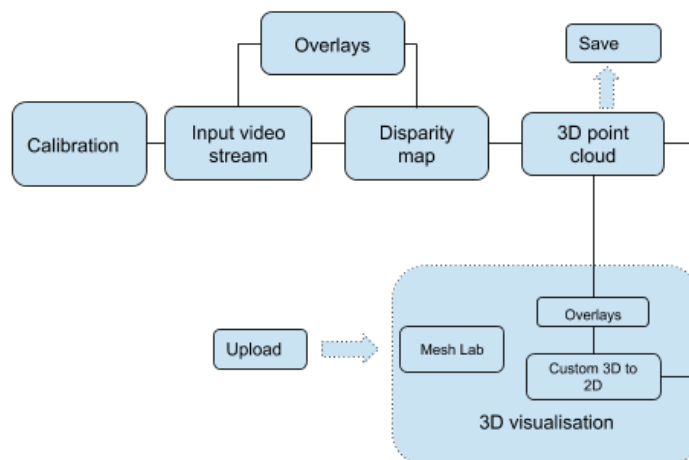 Overlays
Save
Calibration
Input video
stream
Disparity
map
3D point
cloud
Overlays
Upload
Mesh Lab
Custom 3D to
2D
3D visualisation